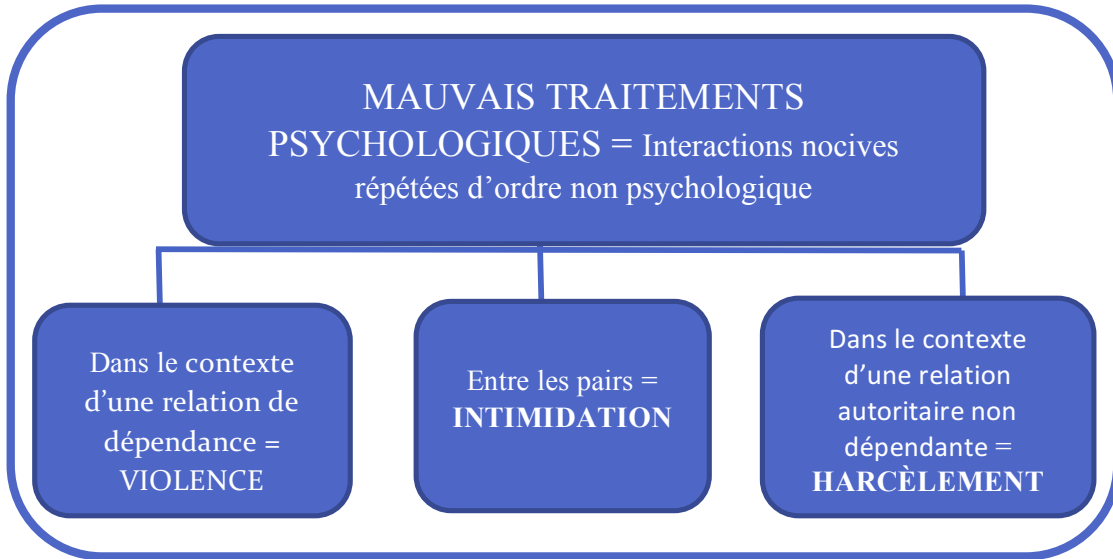 MAUVAIS TRAITEMENTS
PSYCHOLOGIQUES = Interactions nocives
répétées d’ordre non psychologique
Dans le contexte
d’une relation de
dépendance =
VIOLENCE
Entre les pairs =
INTIMIDATION
Dans le contexte
d’une relation
autoritaire non
dépendante =
HARCÈLEMENT